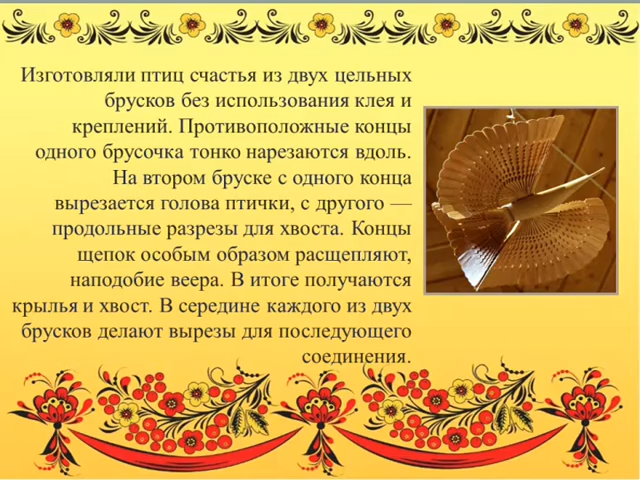 Изготовляли птиц счастья из двух цельных
брусков без использования клея и
креплений. Противоположные концы
одного брусочка тонко нарезаются вдоль.
На втором бруске с одного конца
вырезается голова птички, с другого —
продольные разрезы для хвоста. Концы
щепок особым образом расщепляют,
наподобие веера. В итоге получаются
крылья и хвост. В середине каждого из двух
брусков делают вырезы для последующего
соединения.